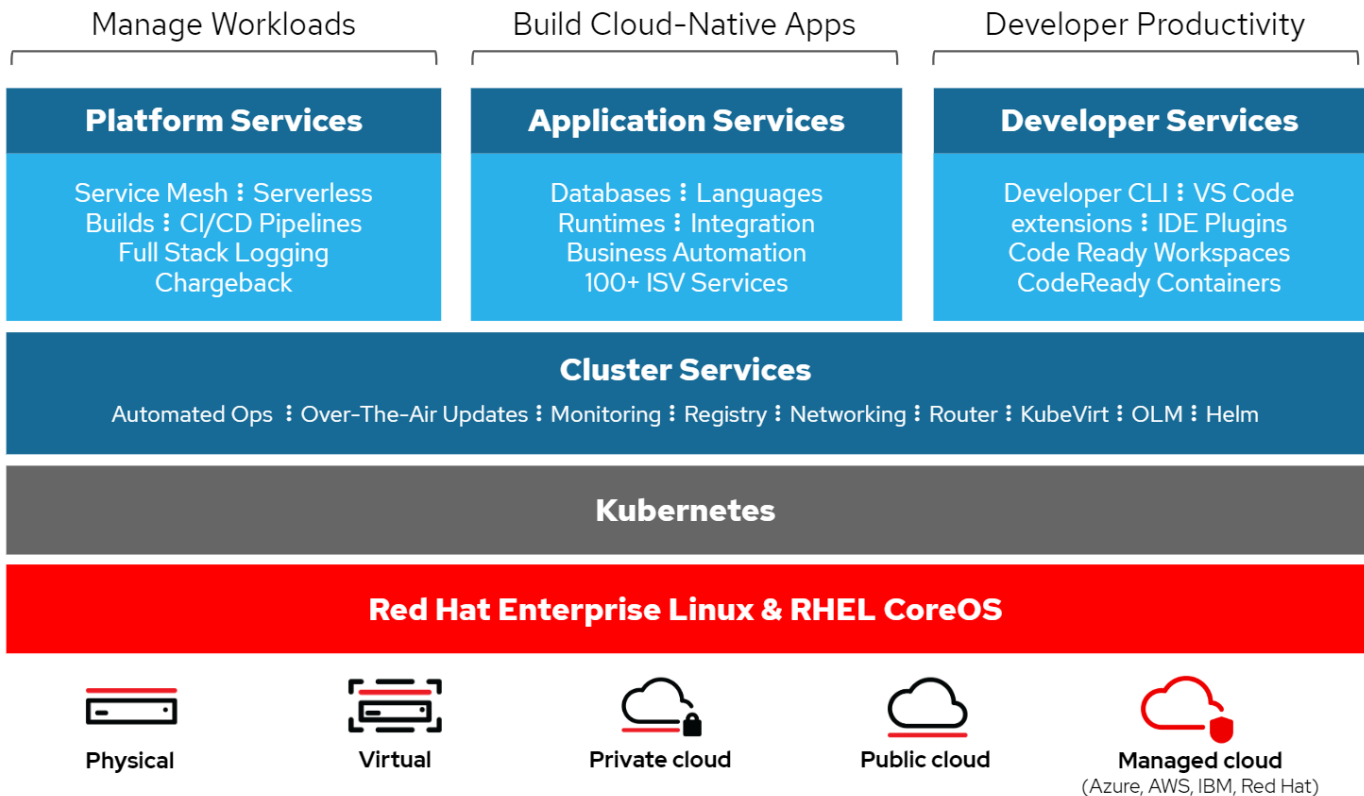 Manage Workloads
Build Cloud-Native Apps
Developer Productivity
Platform Services
Service Mesh ⋮ Serverless
Builds ⋮ CI/CD Pipelines
Full Stack Logging
Chargeback
Application Services
Databases ⋮ Languages
Runtimes ⋮ Integration
Business Automation
100+ ISV Services
Developer Services
Developer CLI ⋮ VS Code
extensions ⋮ IDE Plugins
Code Ready Workspaces
CodeReady Containers
Cluster Services
Automated Ops ⋮ Over-The-Air Updates ⋮ Monitoring ⋮ Registry ⋮ Networking ⋮ Router ⋮ KubeVirt ⋮ OLM ⋮ Helm
Kubernetes
Red Hat Enterprise Linux & RHEL CoreOS
Physical
Virtual
Private cloud
Public cloud
Managed cloud
(Azure, AWS, IBM, Red Hat)